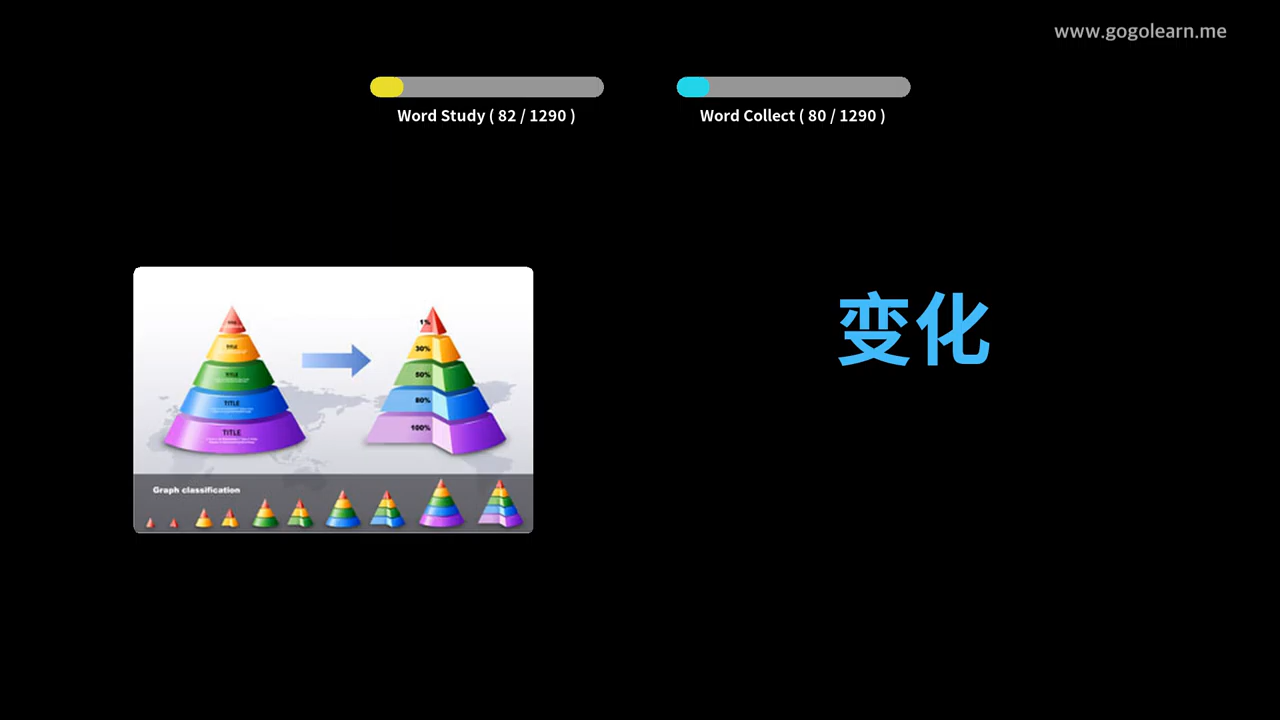 www.gogolearn.me
Word Study ( 82 / 1290 )
Word Collect ( 80 / 1290 )
变化
TITLE
TITLE
TITLE
TITLE
1%
30%
50%
80%
100%
Graph classification